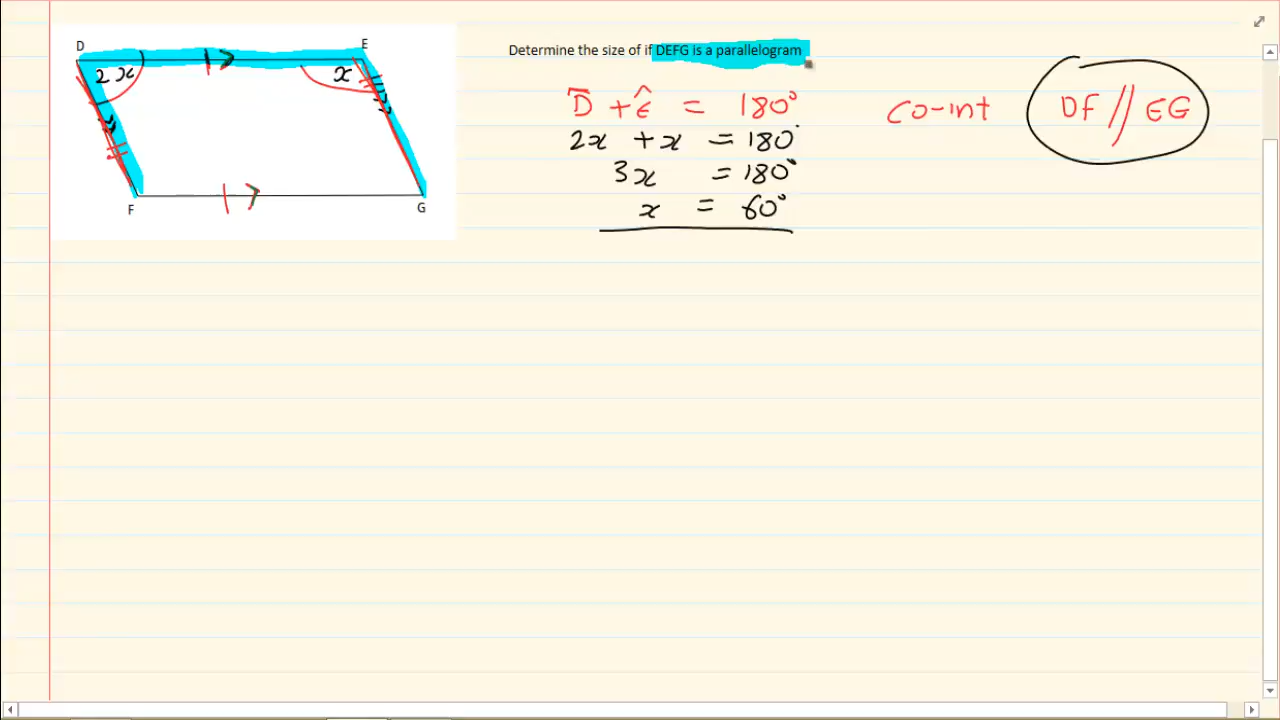 D
E
2x
x
F
G
Determine the size of if DEFG is a parallelogram
D̂ + Ê = 180° co-int DF // EG
2x + x = 180°
3x = 180°
x = 60°